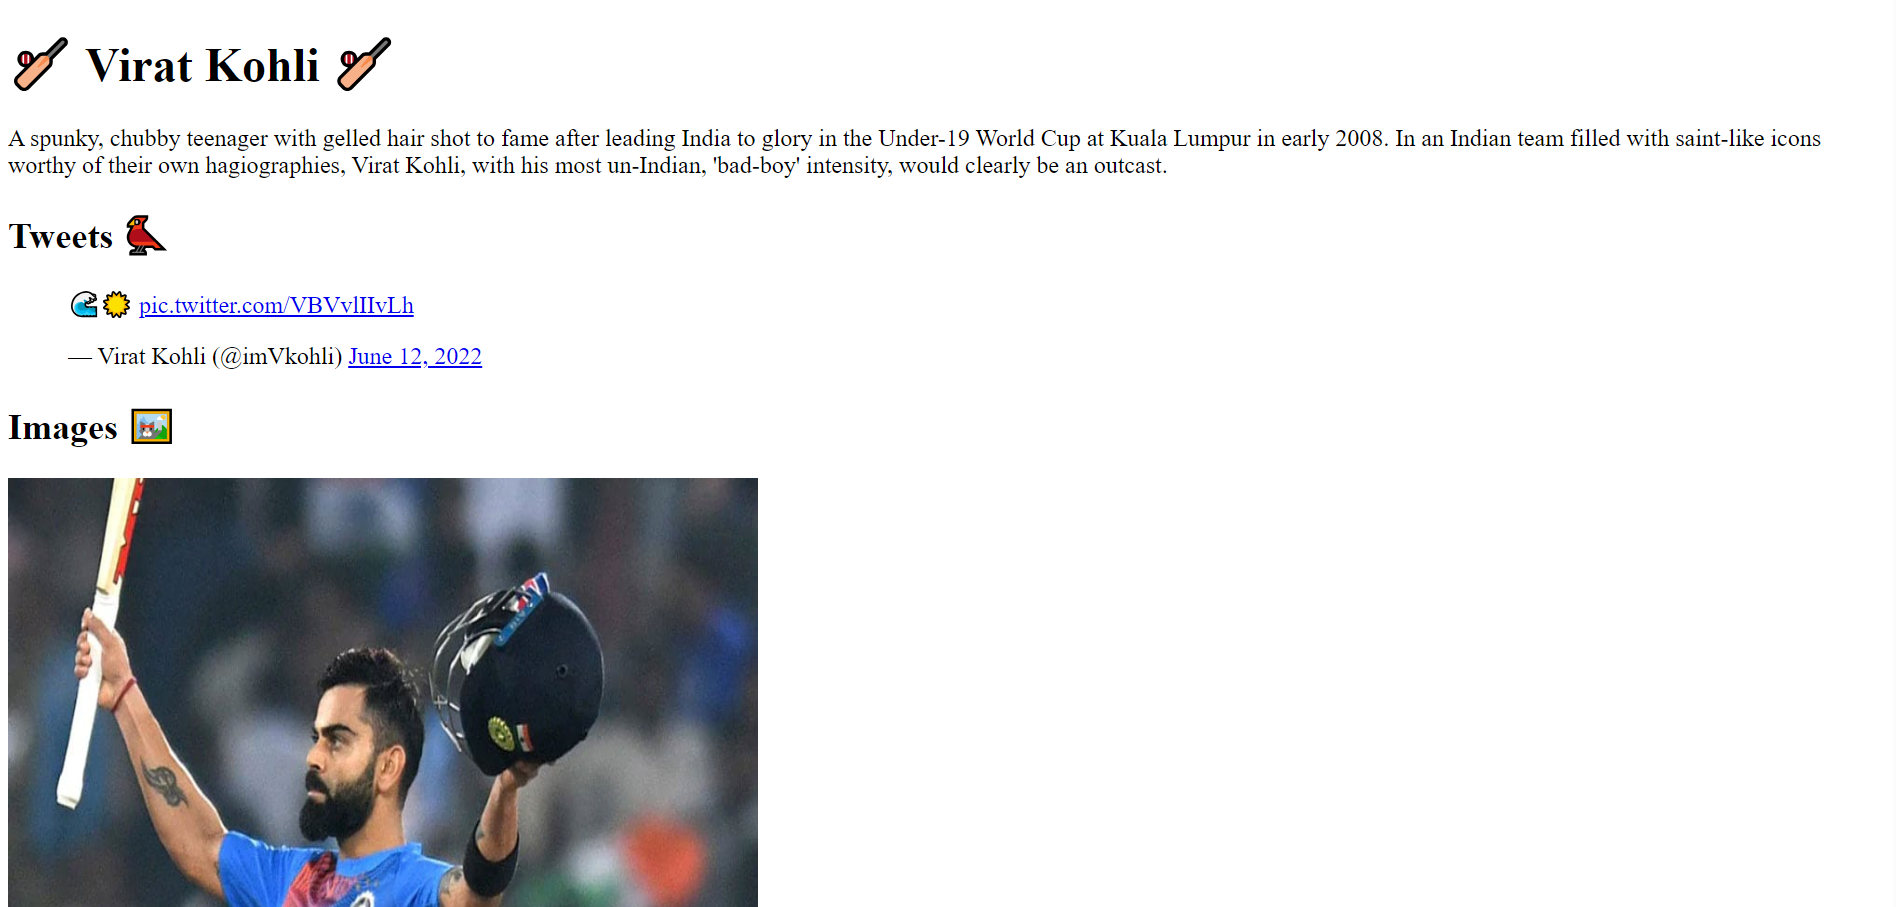 Virat Kohli
A spunky, chubby teenager with gelled hair shot to fame after leading India to glory in the Under-19 World Cup at Kuala Lumpur in early 2008. In an Indian team filled with saint-like icons
worthy of their own hagiographies, Virat Kohli, with his most un-Indian, 'bad-boy' intensity, would clearly be an outcast.
Tweets
pic.twitter.com/VBVvlIIvLh
— Virat Kohli (@imVkohli) June 12, 2022
Images